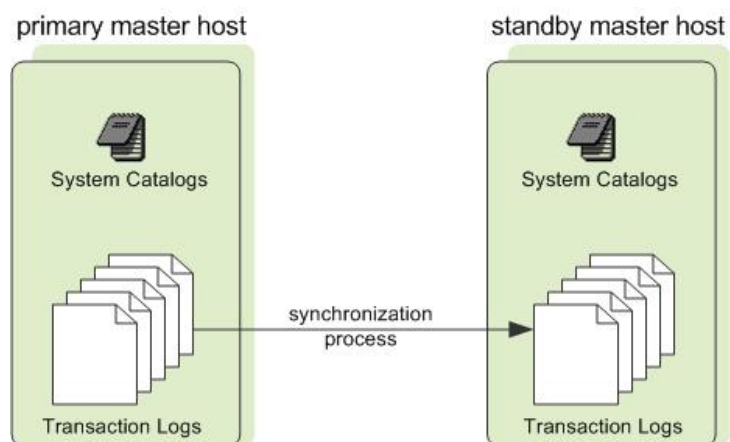 primary master host
standby master host
System Catalogs
System Catalogs
synchronization
process
Transaction Logs
Transaction Logs